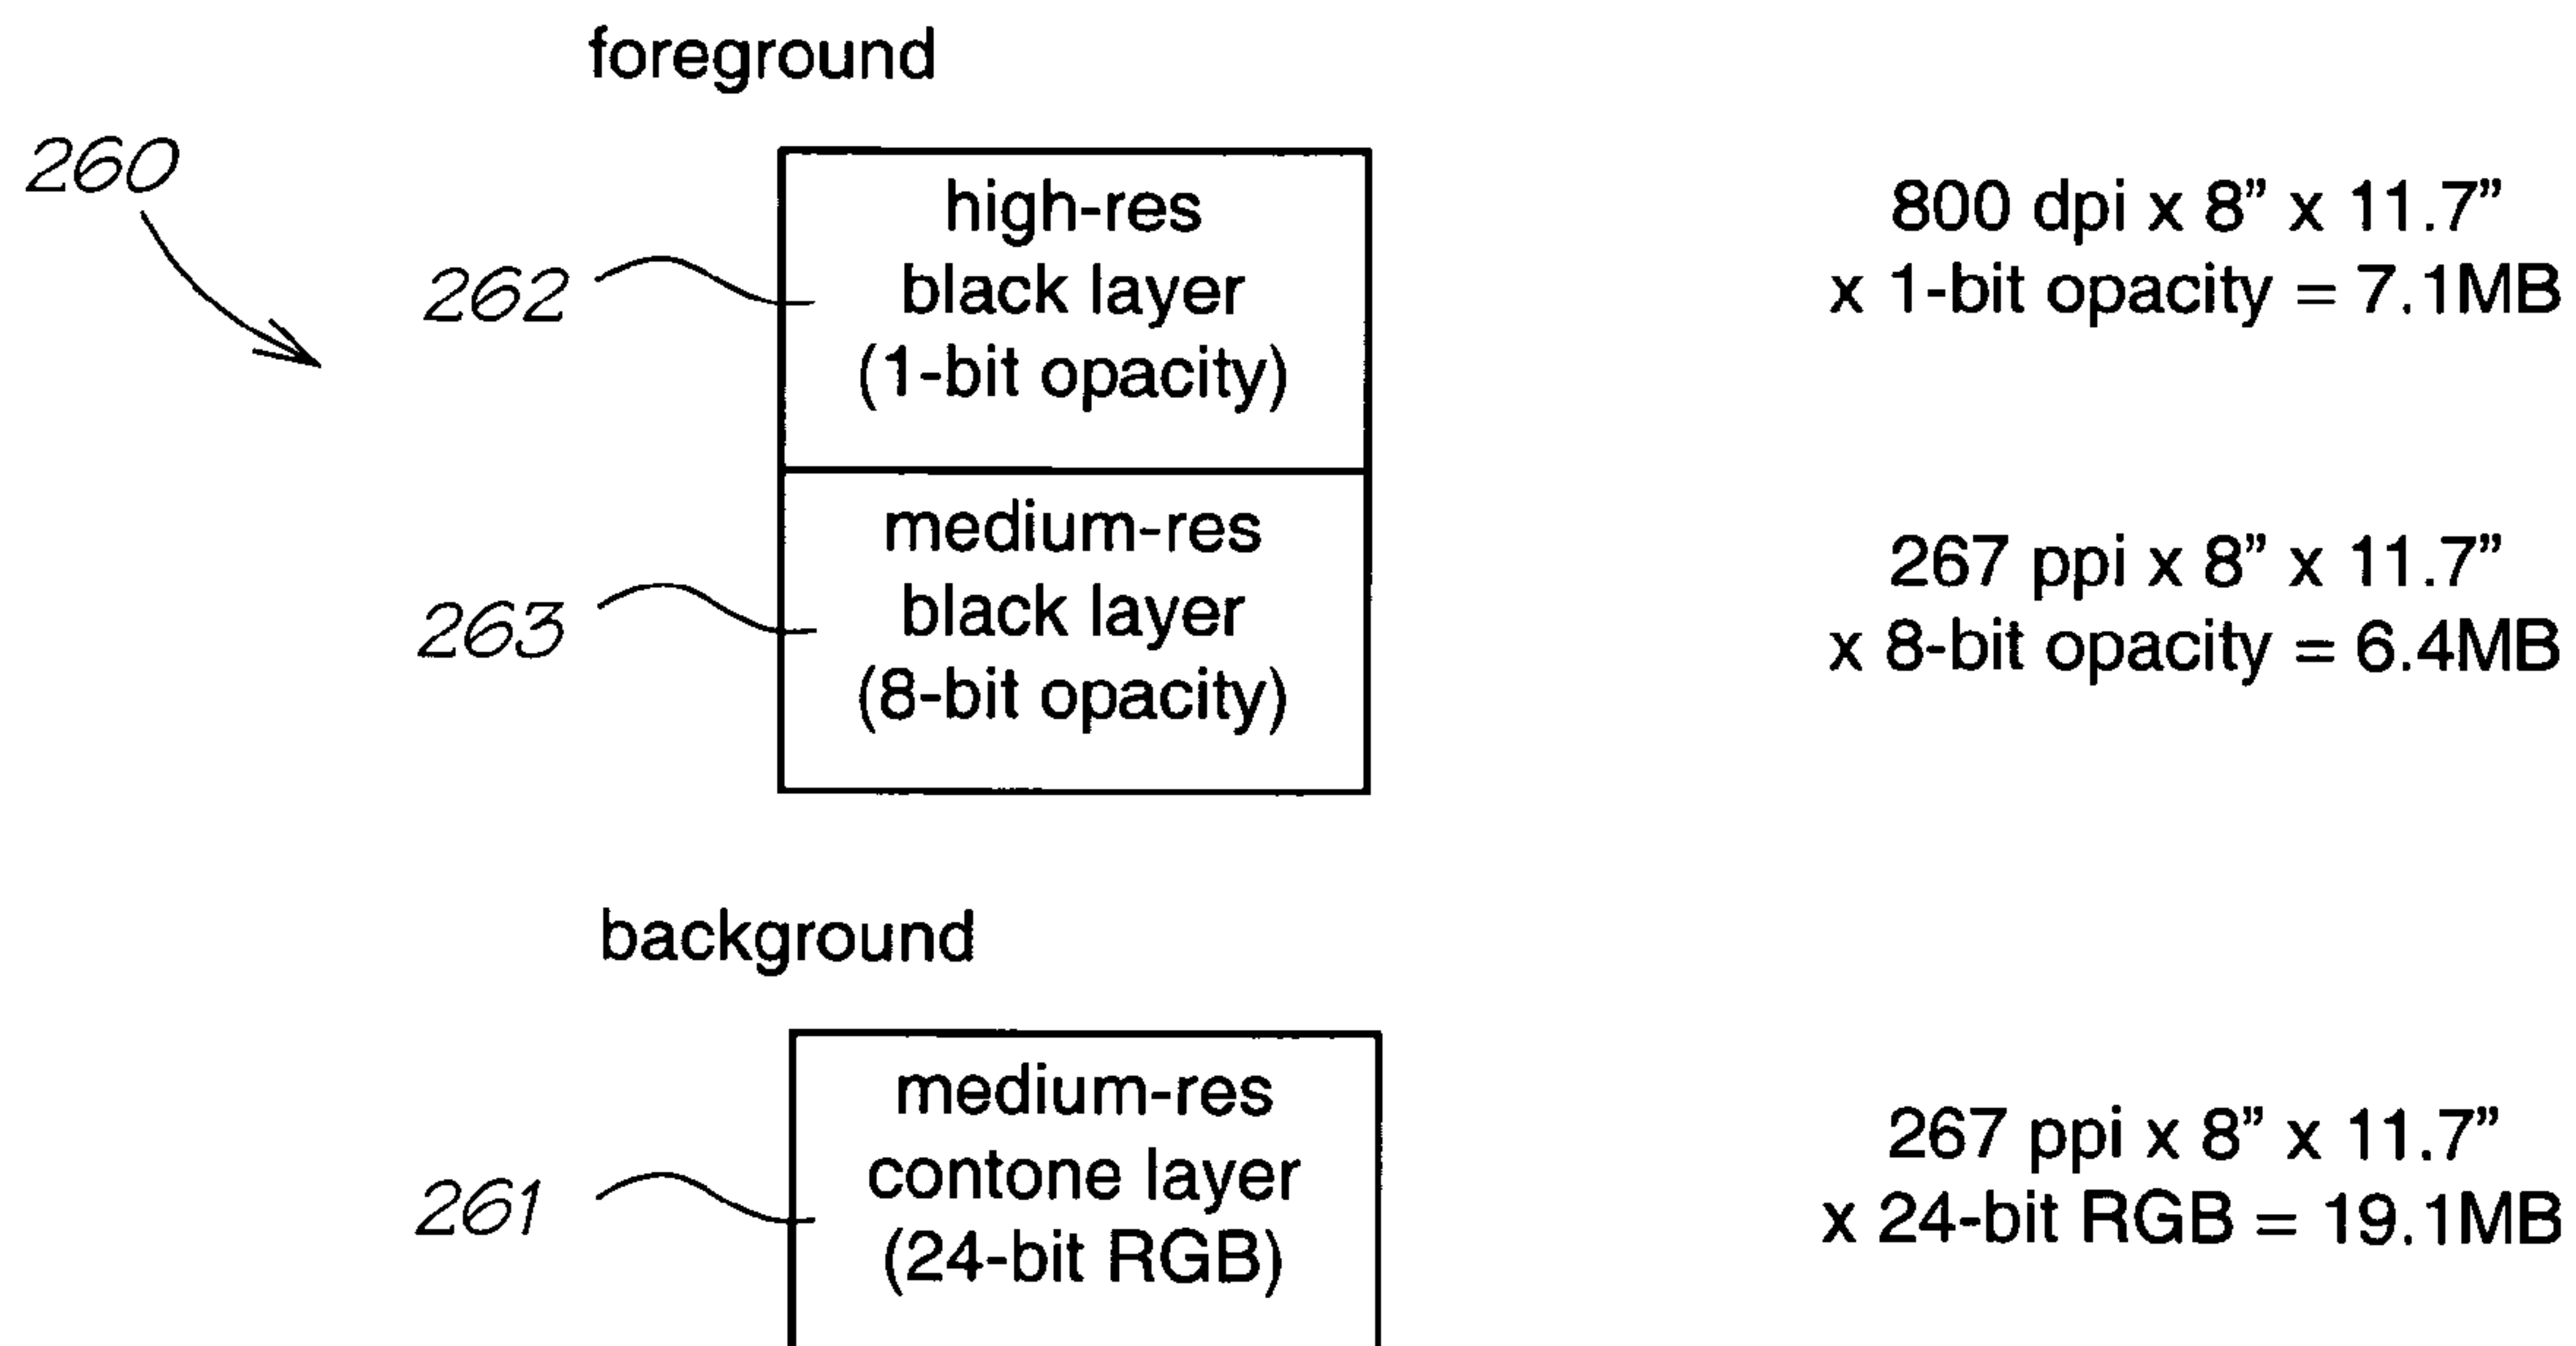 foreground
260
high-res
black layer
(1-bit opacity)
262
800 dpi x 8” x 11.7”
x 1-bit opacity = 7.1MB
medium-res
black layer
(8-bit opacity)
263
267 ppi x 8” x 11.7”
x 8-bit opacity = 6.4MB
background
medium-res
contone layer
(24-bit RGB)
261
267 ppi x 8” x 11.7”
x 24-bit RGB = 19.1MB